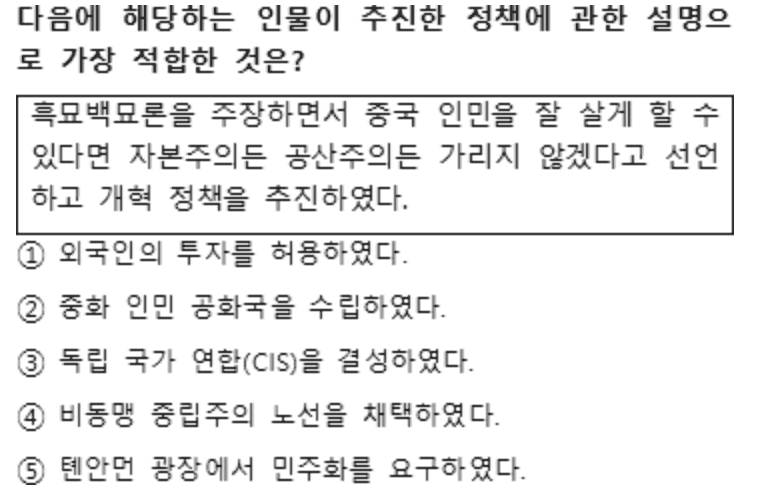 다음에 해당하는 인물이 추진한 정책에 관한 설명으
로 가장 적합한 것은?
흑묘백묘론을 주장하면서 중국 인민을 잘 살게 할 수
있다면 자본주의든 공산주의든 가리지 않겠다고 선언
하고 개혁 정책을 추진하였다.
① 외국인의 투자를 허용하였다.
② 중화 인민 공화국을 수립하였다.
③ 독립 국가 연합(CIS)을 결성하였다.
④ 비동맹 중립주의 노선을 채택하였다.
⑤ 톈안먼 광장에서 민주화를 요구하였다.